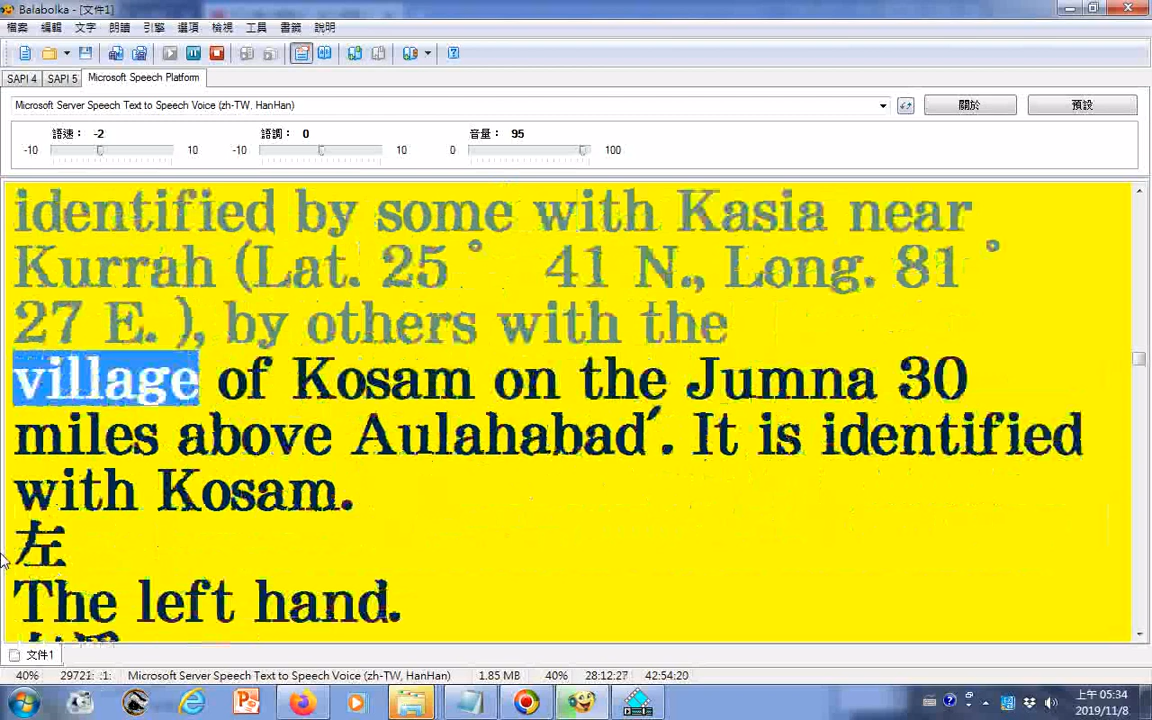 Balabolka - [文件1]
檔案 編輯 文字 朗讀 引擎 選項 檢視 工具 書籤 說明
SAPI 4 SAPI 5 Microsoft Speech Platform
Microsoft Server Speech Text to Speech Voice (zh-TW, HanHan) 關於 預設
語速: -2 語調: 0 音量: 95
-10 10 -10 10 0 100
identified by some with Kasia near
Kurrah (Lat. 25° 41 N., Long. 81°
27 E. ), by others with the
village of Kosam on the Jumna 30
miles above Aulahabad′. It is identified
with Kosam.
左
The left hand.
文件1
40% 29721: :1: Microsoft Server Speech Text to Speech Voice (zh-TW, HanHan) 1.85 MB 40% 28:12:27 42:54:20
上午 05:34
2019/11/8